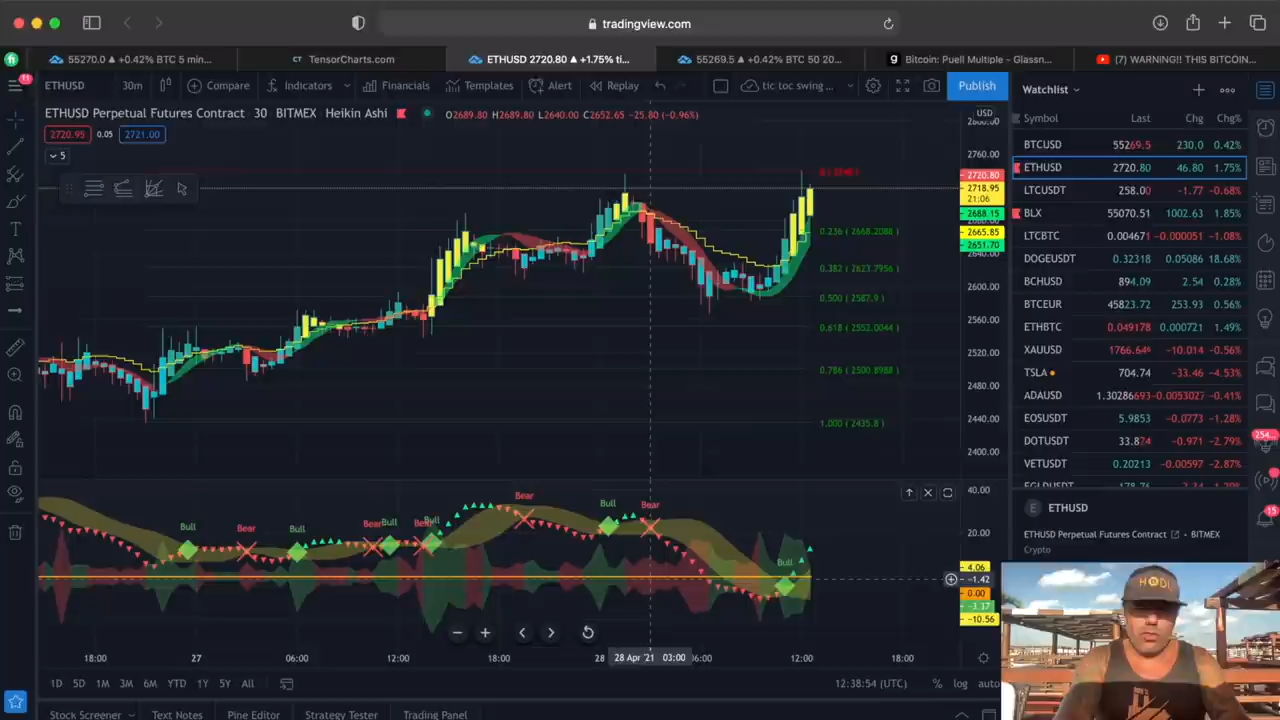 tradingview.com
55270.0 ▲ +0.42% BTC 5 min...
TensorCharts.com
ETHUSD 2720.80 ▲ +1.75% ti...
55269.5 ▲ +0.42% BTC 50 20...
Bitcoin: Puell Multiple - Glassn...
(7) WARNING!! THIS BITCOIN...
11
ETHUSD
30m
Compare
Indicators
Financials
Templates
Alert
Replay
tic toc swing ...
Publish
ETHUSD Perpetual Futures Contract 30 BITMEX Heikin Ashi
O2689.80 H2689.80 L2640.00 C2652.65 -25.80 (-0.96%)
2720.95 0.05 2721.00
5
USD
2800.00
2760.00
2720.80
2718.95
21:06
2688.15
2665.85
2651.70
2640.00
2600.00
2560.00
2520.00
2480.00
2440.00
2400.00
0.236 ( 2668.2088 )
0.382 ( 2623.7956 )
0.500 ( 2587.9 )
0.618 ( 2552.0044 )
0.786 ( 2500.8988 )
1.000 ( 2435.8 )
Bull
Bear
Bull
Bear
Bull
Bull
Bear
Bull
Bear
Bull
40.00
20.00
4.06
-1.42
0.00
-3.37
-10.56
18:00 27 06:00 12:00 18:00 28 28 Apr '21 03:00 06:00 12:00 18:00
1D 5D 1M 3M 6M YTD 1Y 5Y All
12:38:54 (UTC) % log auto
Stock Screener Text Notes Pine Editor Strategy Tester Trading Panel
Watchlist
Symbol Last Chg Chg%
BTCUSD 55269.5 230.0 0.42%
ETHUSD 2720.80 46.80 1.75%
LTCUSDT 258.00 -1.77 -0.68%
BLX 55070.51 1002.63 1.85%
LTCBTC 0.004671 -0.000051 -1.08%
DOGEUSDT 0.32318 0.05086 18.68%
BCHUSD 894.09 2.54 0.28%
BTCEUR 45823.72 253.93 0.56%
ETHBTC 0.049178 0.000721 1.49%
XAUUSD 1766.646 -10.014 -0.56%
TSLA 704.74 -33.46 -4.53%
ADAUSD 1.30286693 -0.0053027 -0.41%
EOSUSDT 5.9853 -0.0773 -1.28%
DOTUSDT 33.874 -0.971 -2.79%
VETUSDT 0.20213 -0.00597 -2.87%
E ETHUSD
ETHUSD Perpetual Futures Contract • BITMEX
Crypto
254...
15
HODL